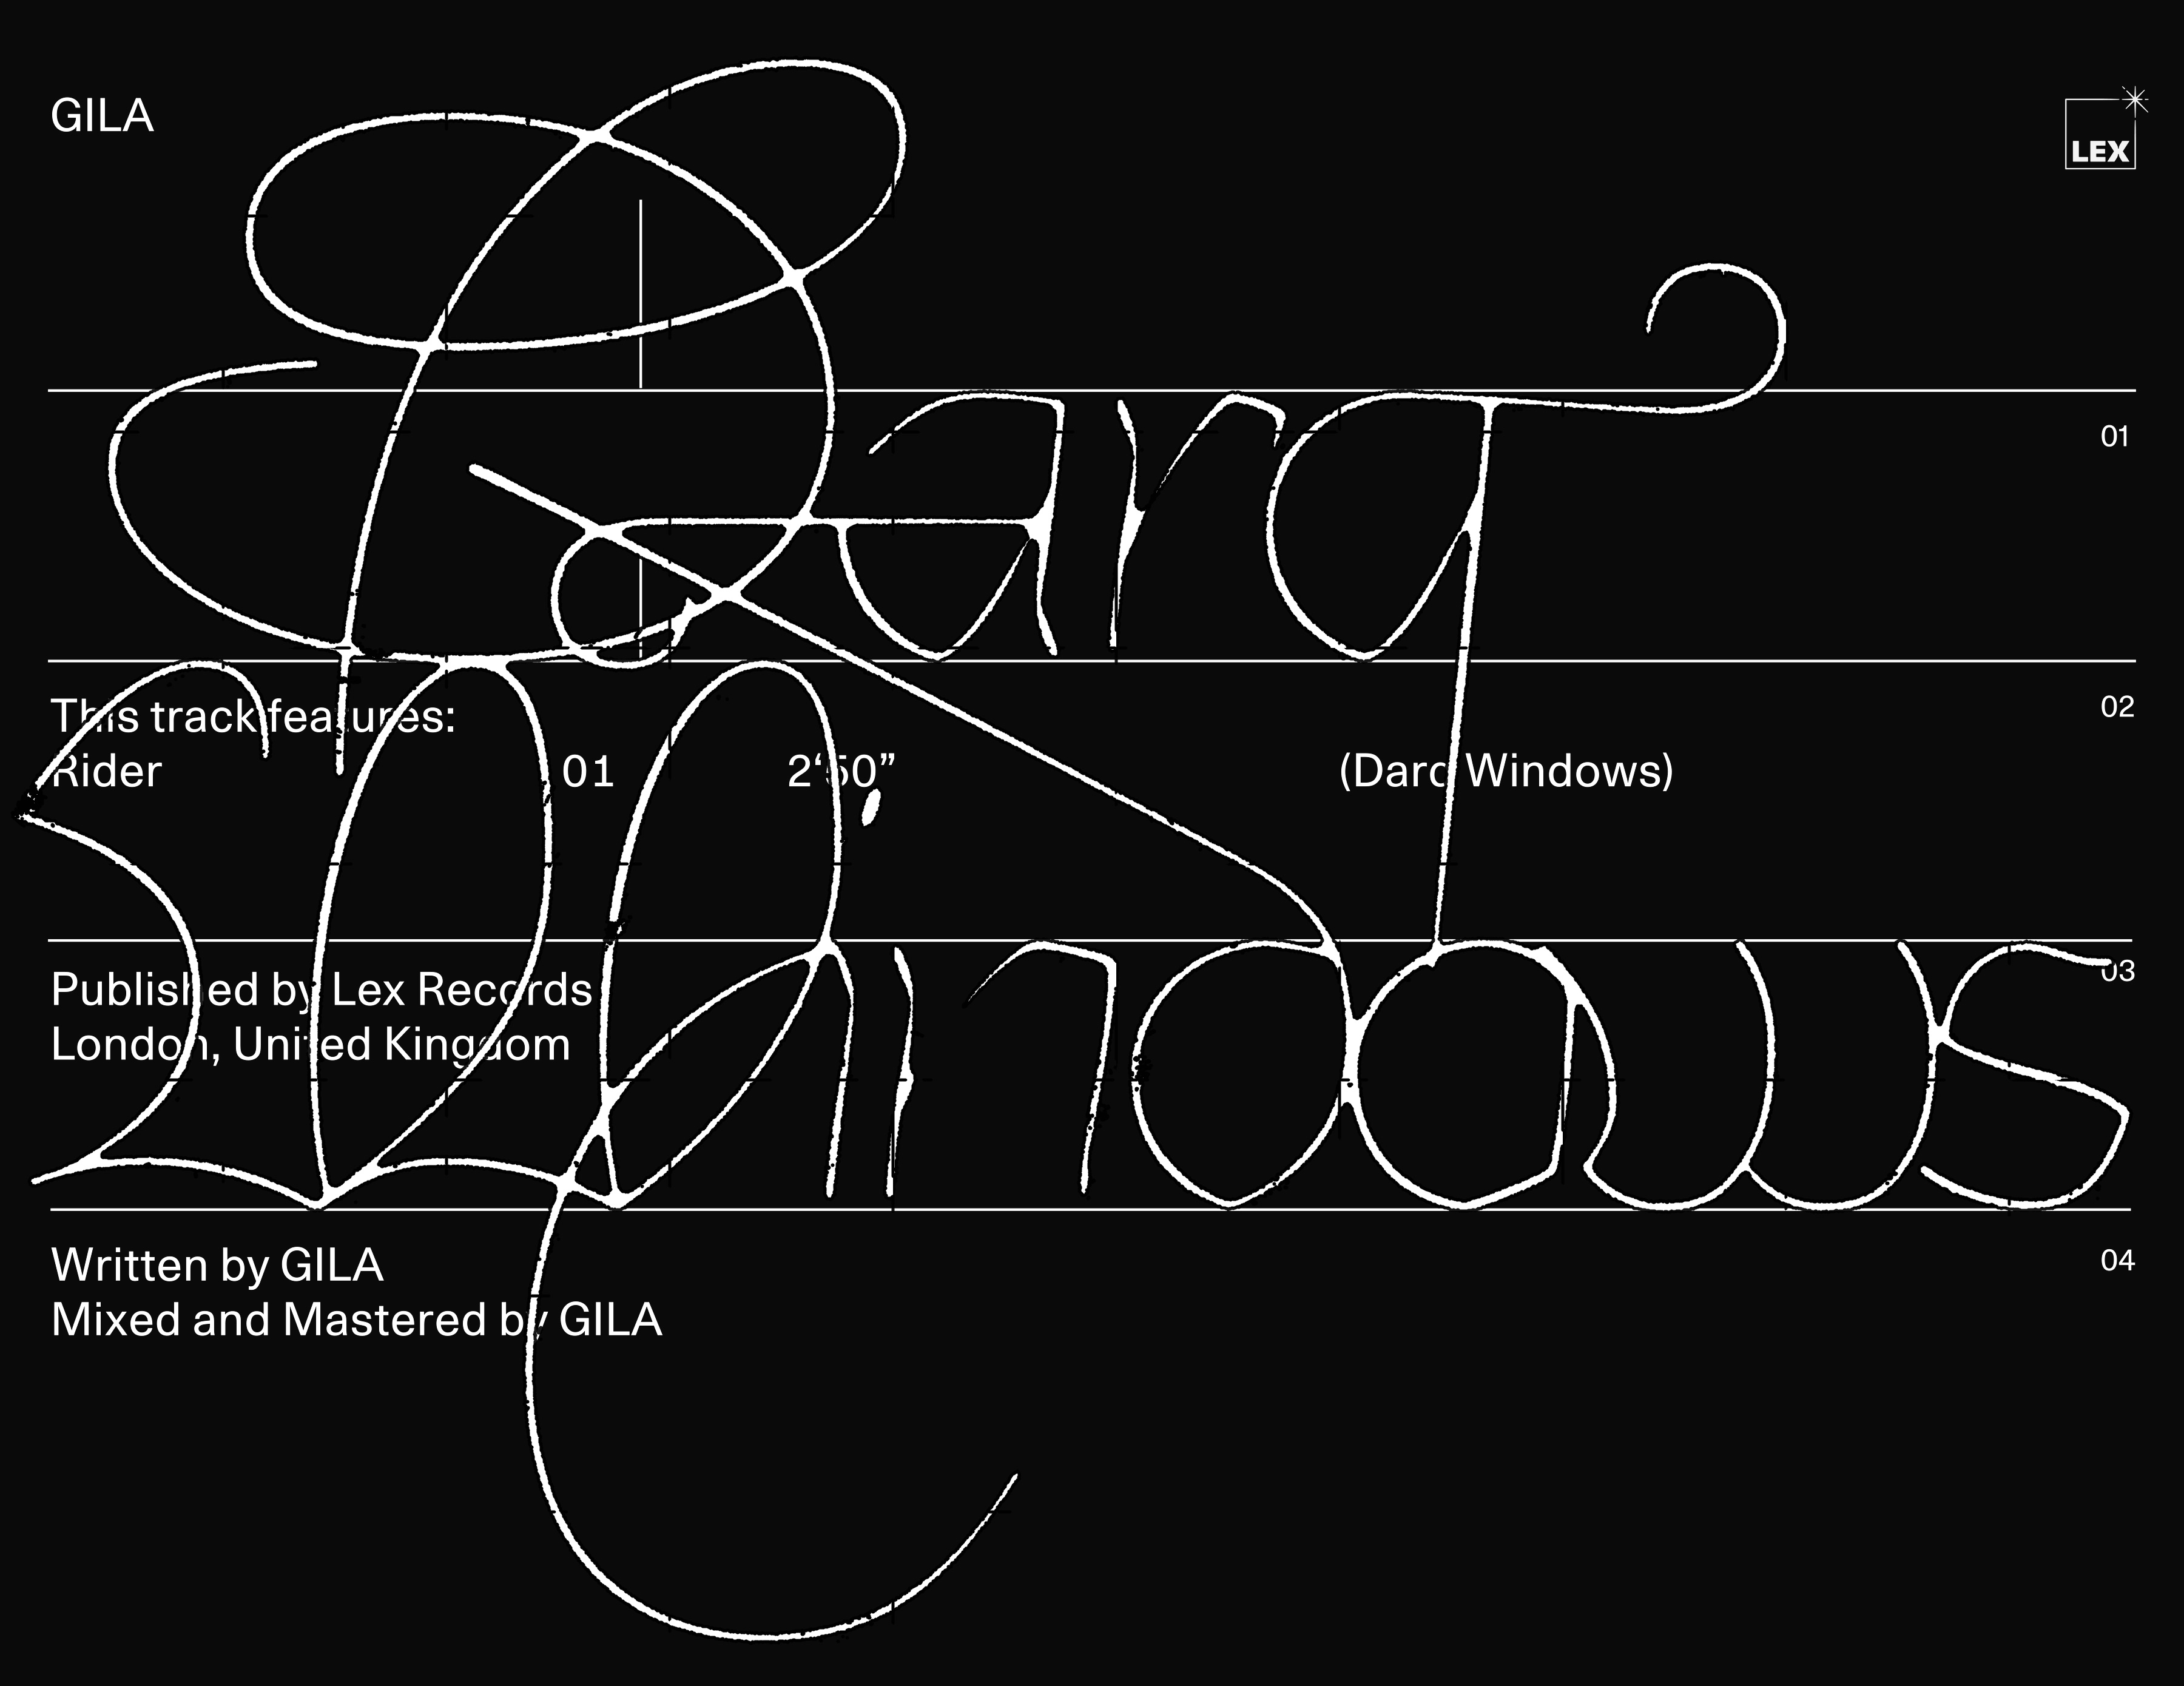 GILA
LEX
Darq
01
This track features:
02
Rider 01 2‘50” (Darq Windows)
Windows
Published by Lex Records
03
London, United Kingdom
Written by GILA
04
Mixed and Mastered by GILA